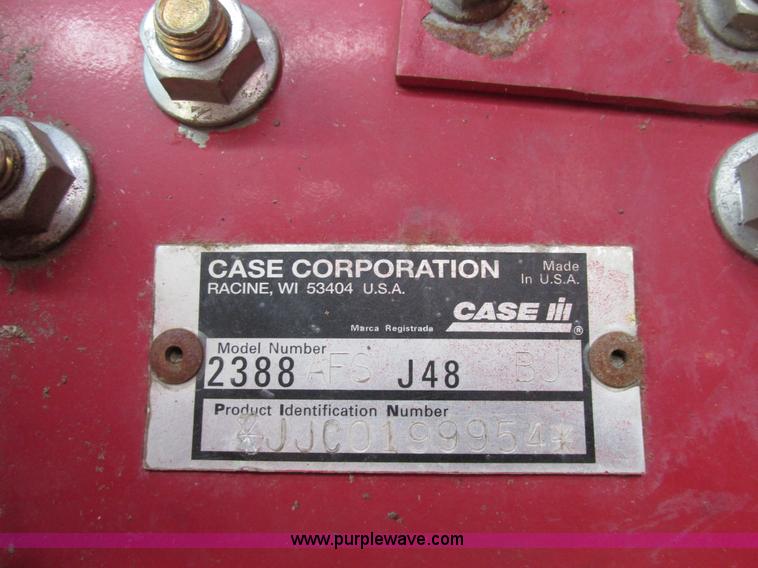 CASE CORPORATION
RACINE, WI 53404 U.S.A.
Made
In U.S.A.
CASE IH
®
Marca Registrada
Model Number
2388 AFS J48 BJ
Product Identification Number
*JJC0199954*
www.purplewave.com